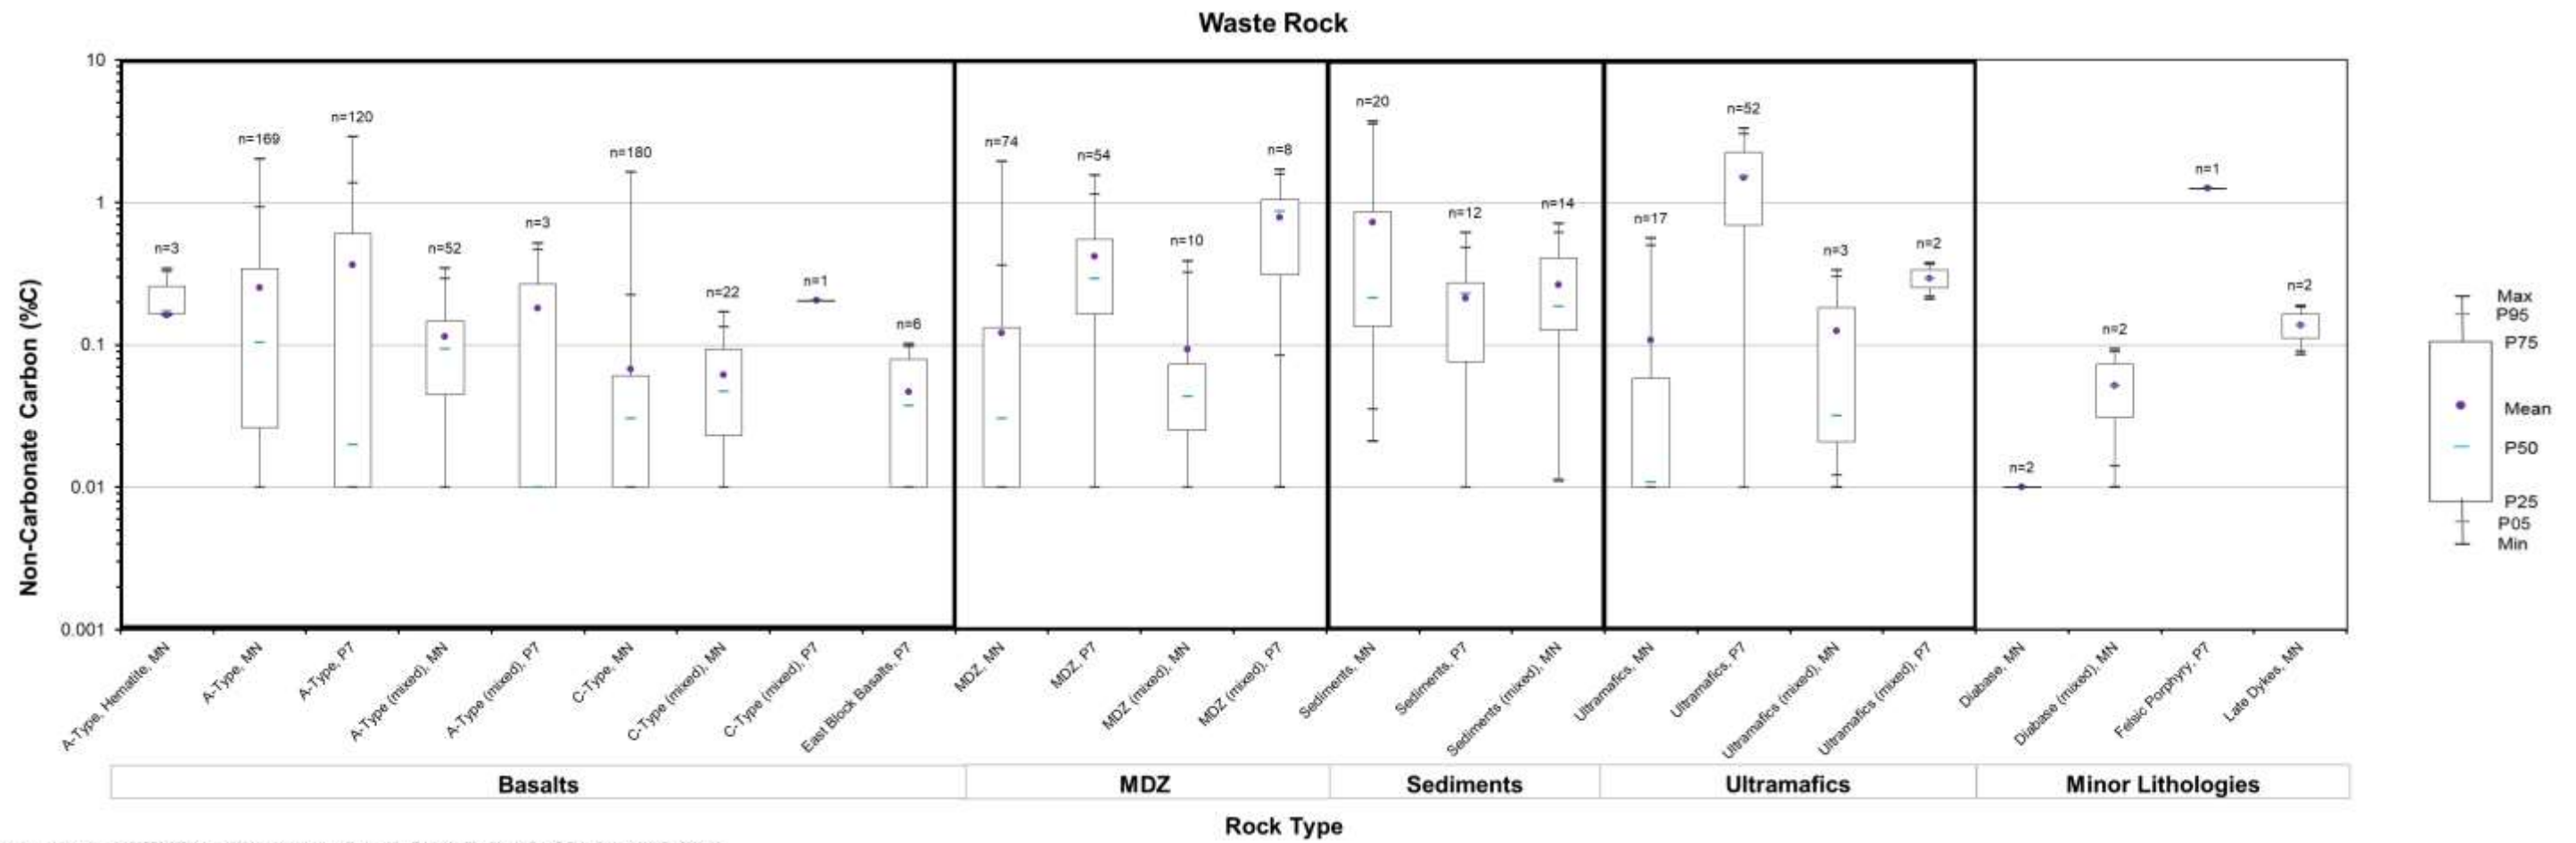 Waste Rock
10
1
0.1
0.01
0.001
Non-Carbonate Carbon (%C)
n=3
n=169
n=120
n=52
n=3
n=180
n=22
n=1
n=6
n=74
n=54
n=10
n=8
n=20
n=12
n=14
n=17
n=52
n=3
n=2
n=2
n=2
n=1
n=2
Max
P95
P75
Mean
P50
P25
P05
Min
A-Type, Hematite, MN
A-Type, MN
A-Type, P7
A-Type (mixed), MN
A-Type (mixed), P7
C-Type, MN
C-Type (mixed), MN
C-Type (mixed), P7
East Block Basalts, P7
MDZ, MN
MDZ, P7
MDZ (mixed), MN
MDZ (mixed), P7
Sediments, MN
Sediments, P7
Sediments (mixed), MN
Ultramafics, MN
Ultramafics, P7
Ultramafics (mixed), MN
Ultramafics (mixed), P7
Diabase, MN
Diabase (mixed), MN
Felsic Porphyry, P7
Late Dykes, MN
Basalts
MDZ
Sediments
Ultramafics
Minor Lithologies
Rock Type